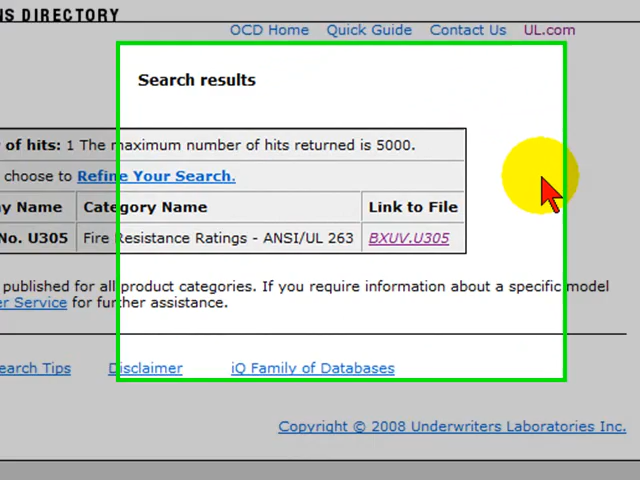 NS DIRECTORY
OCD Home Quick Guide Contact Us UL.com
Search results
of hits: 1 The maximum number of hits returned is 5000.
choose to Refine Your Search.
y Name Category Name Link to File
No. U305 Fire Resistance Ratings - ANSI/UL 263 BXUV.U305
published for all product categories. If you require information about a specific model
er Service for further assistance.
earch Tips Disclaimer iQ Family of Databases
Copyright © 2008 Underwriters Laboratories Inc.